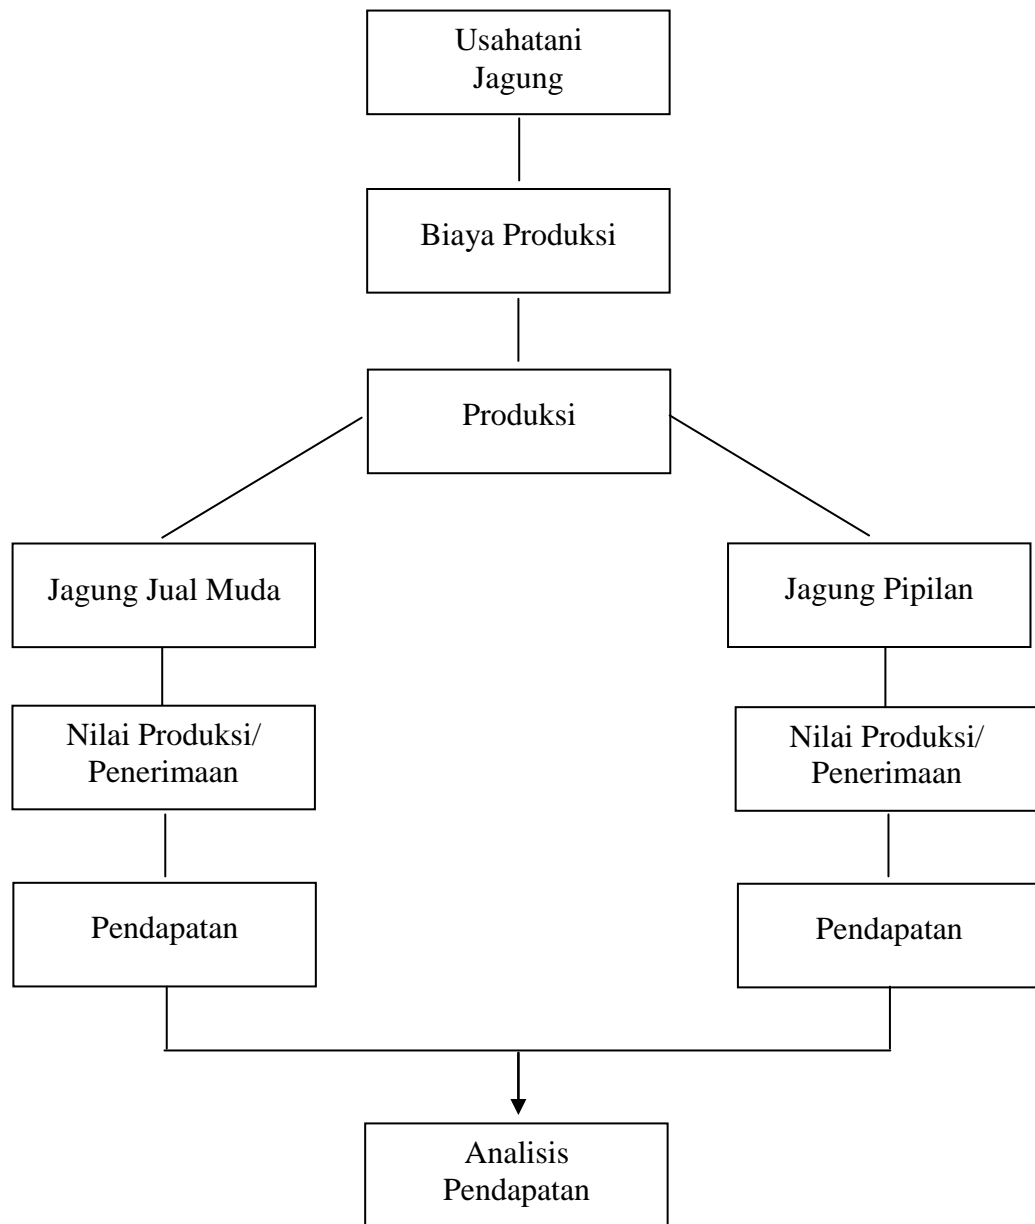 Usahatani
Jagung
Biaya Produksi
Produksi
Jagung Jual Muda
Jagung Pipilan
Nilai Produksi/
Penerimaan
Nilai Produksi/
Penerimaan
Pendapatan
Pendapatan
Analisis
Pendapatan